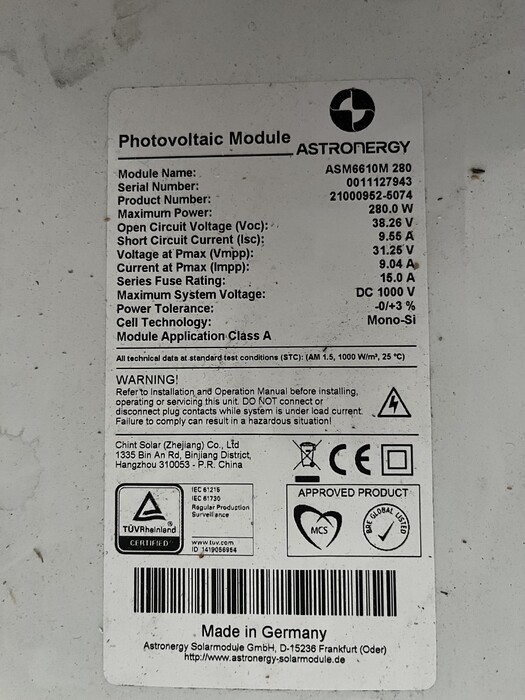 Photovoltaic Module
ASTRONERGY
Module Name: ASM6610M 280
Serial Number: 0011127943
Product Number: 21000952-5074
Maximum Power: 280.0 W
Open Circuit Voltage (Voc): 38.26 V
Short Circuit Current (Isc): 9.55 A
Voltage at Pmax (Vmpp): 31.25 V
Current at Pmax (Impp): 9.04 A
Series Fuse Rating: 15.0 A
Maximum System Voltage: DC 1000 V
Power Tolerance: -0/+3 %
Cell Technology: Mono-Si
Module Application Class A
All technical data at standard test conditions (STC): (AM 1.5, 1000 W/m², 25 °C)
WARNING!
Refer to Installation and Operation Manual before installing,
operating or servicing this unit. DO NOT connect or
disconnect plug contacts while system is under load current.
Failure to comply can result in a hazardous situation!
Chint Solar (Zhejiang) Co., Ltd
1335 Bin An Rd, Binjiang District,
Hangzhou 310053 - P.R. China
CE
TÜVRheinland®
CERTIFIED
IEC 61215
IEC 61730
Regular Production
Surveillance
www.tuv.com
ID 1419056954
APPROVED PRODUCT
MCS
BRE GLOBAL LISTED
Made in Germany
Astronergy Solarmodule GmbH, D-15236 Frankfurt (Oder)
http://www.astronergy-solarmodule.de